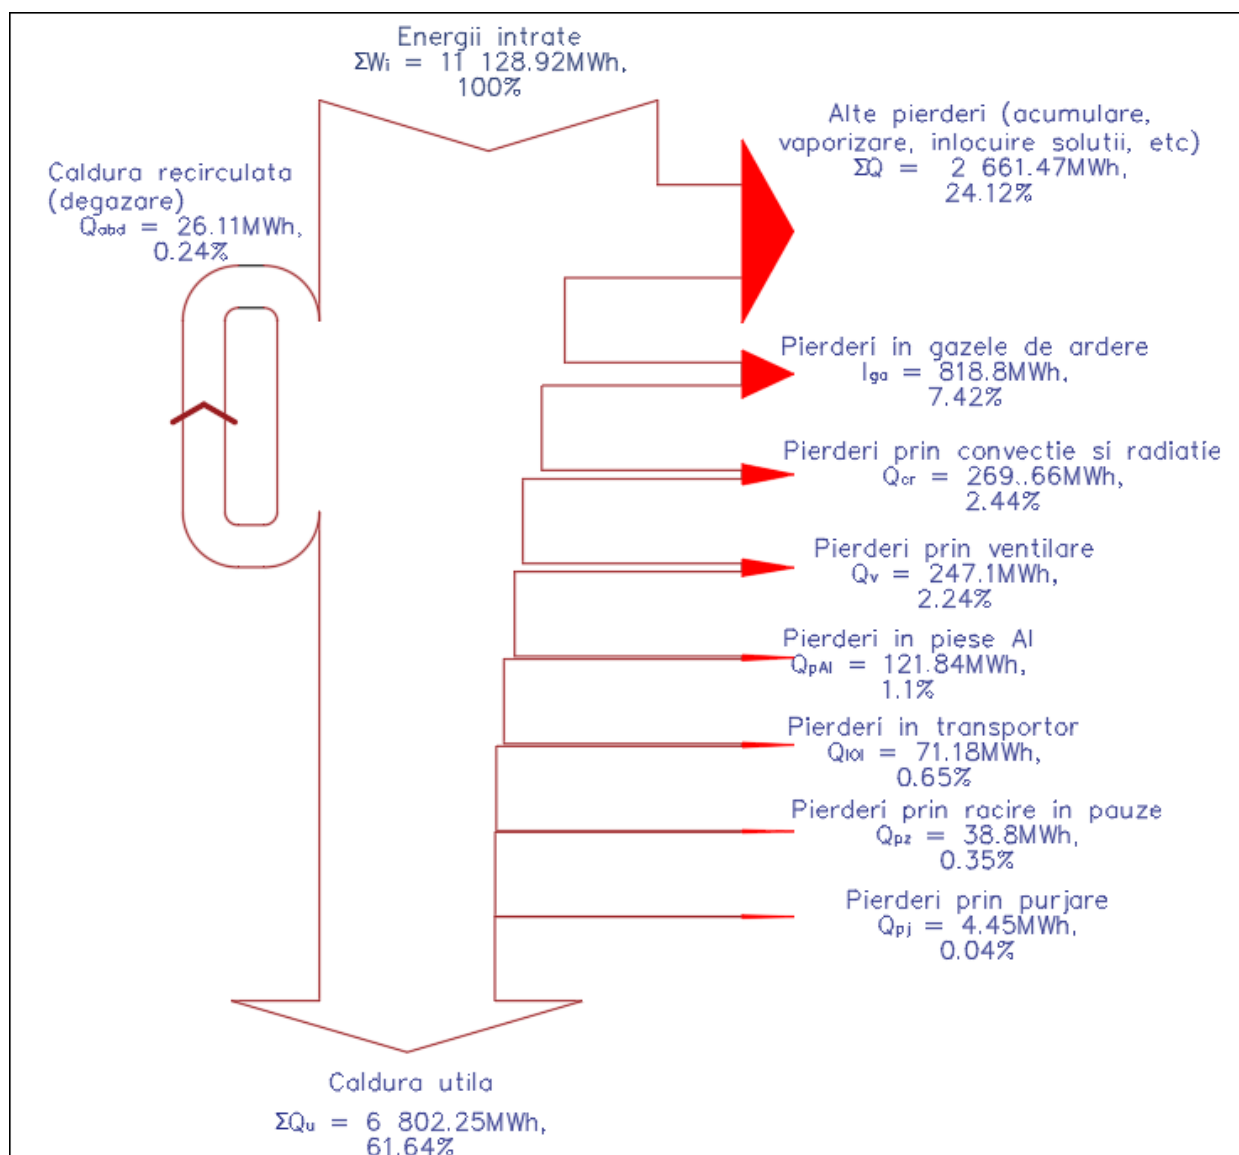 Energii intrate
ΣWi = 11 128.92MWh,
100%
Alte pierderi (acumulare,
vaporizare, inlocuire solutii, etc)
ΣQ = 2 661.47MWh,
24.12%
Caldura recirculata
(degazare)
Qabd = 26.11MWh,
0.24%
Pierderi in gazele de ardere
Iga = 818.8MWh,
7.42%
Pierderi prin convectie si radiatie
Qcr = 269..66MWh,
2.44%
Pierderi prin ventilare
Qv = 247.1MWh,
2.24%
Pierderi in piese Al
QpAl = 121.84MWh,
1.1%
Pierderi in transportor
= 71.18MWh,
0.65%
Pierderi prin racire in pauze
Qpz = 38.8MWh,
0.35%
Pierderi prin purjare
Qpj = 4.45MWh,
0.04%
Caldura utila
ΣQu = 6 802.25MWh,
61.64%